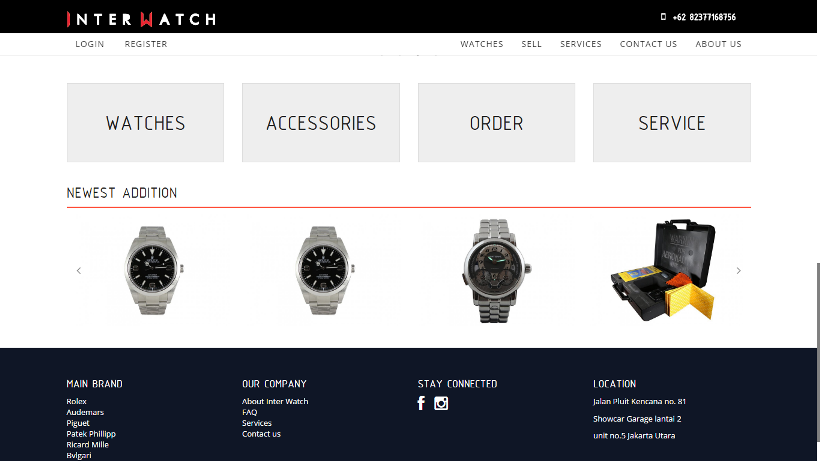 INTER WATCH
+62 82377168756
LOGIN REGISTER
WATCHES SELL SERVICES CONTACT US ABOUT US
WATCHES
ACCESSORIES
ORDER
SERVICE
NEWEST ADDITION
MAIN BRAND
Rolex
Audemars
Piguet
Patek Phillipp
Ricard Mille
Bvlgari
OUR COMPANY
About Inter Watch
FAQ
Services
Contact us
STAY CONNECTED
LOCATION
Jalan Pluit Kencana no. 81
Showcar Garage lantai 2
unit no.5 Jakarta Utara